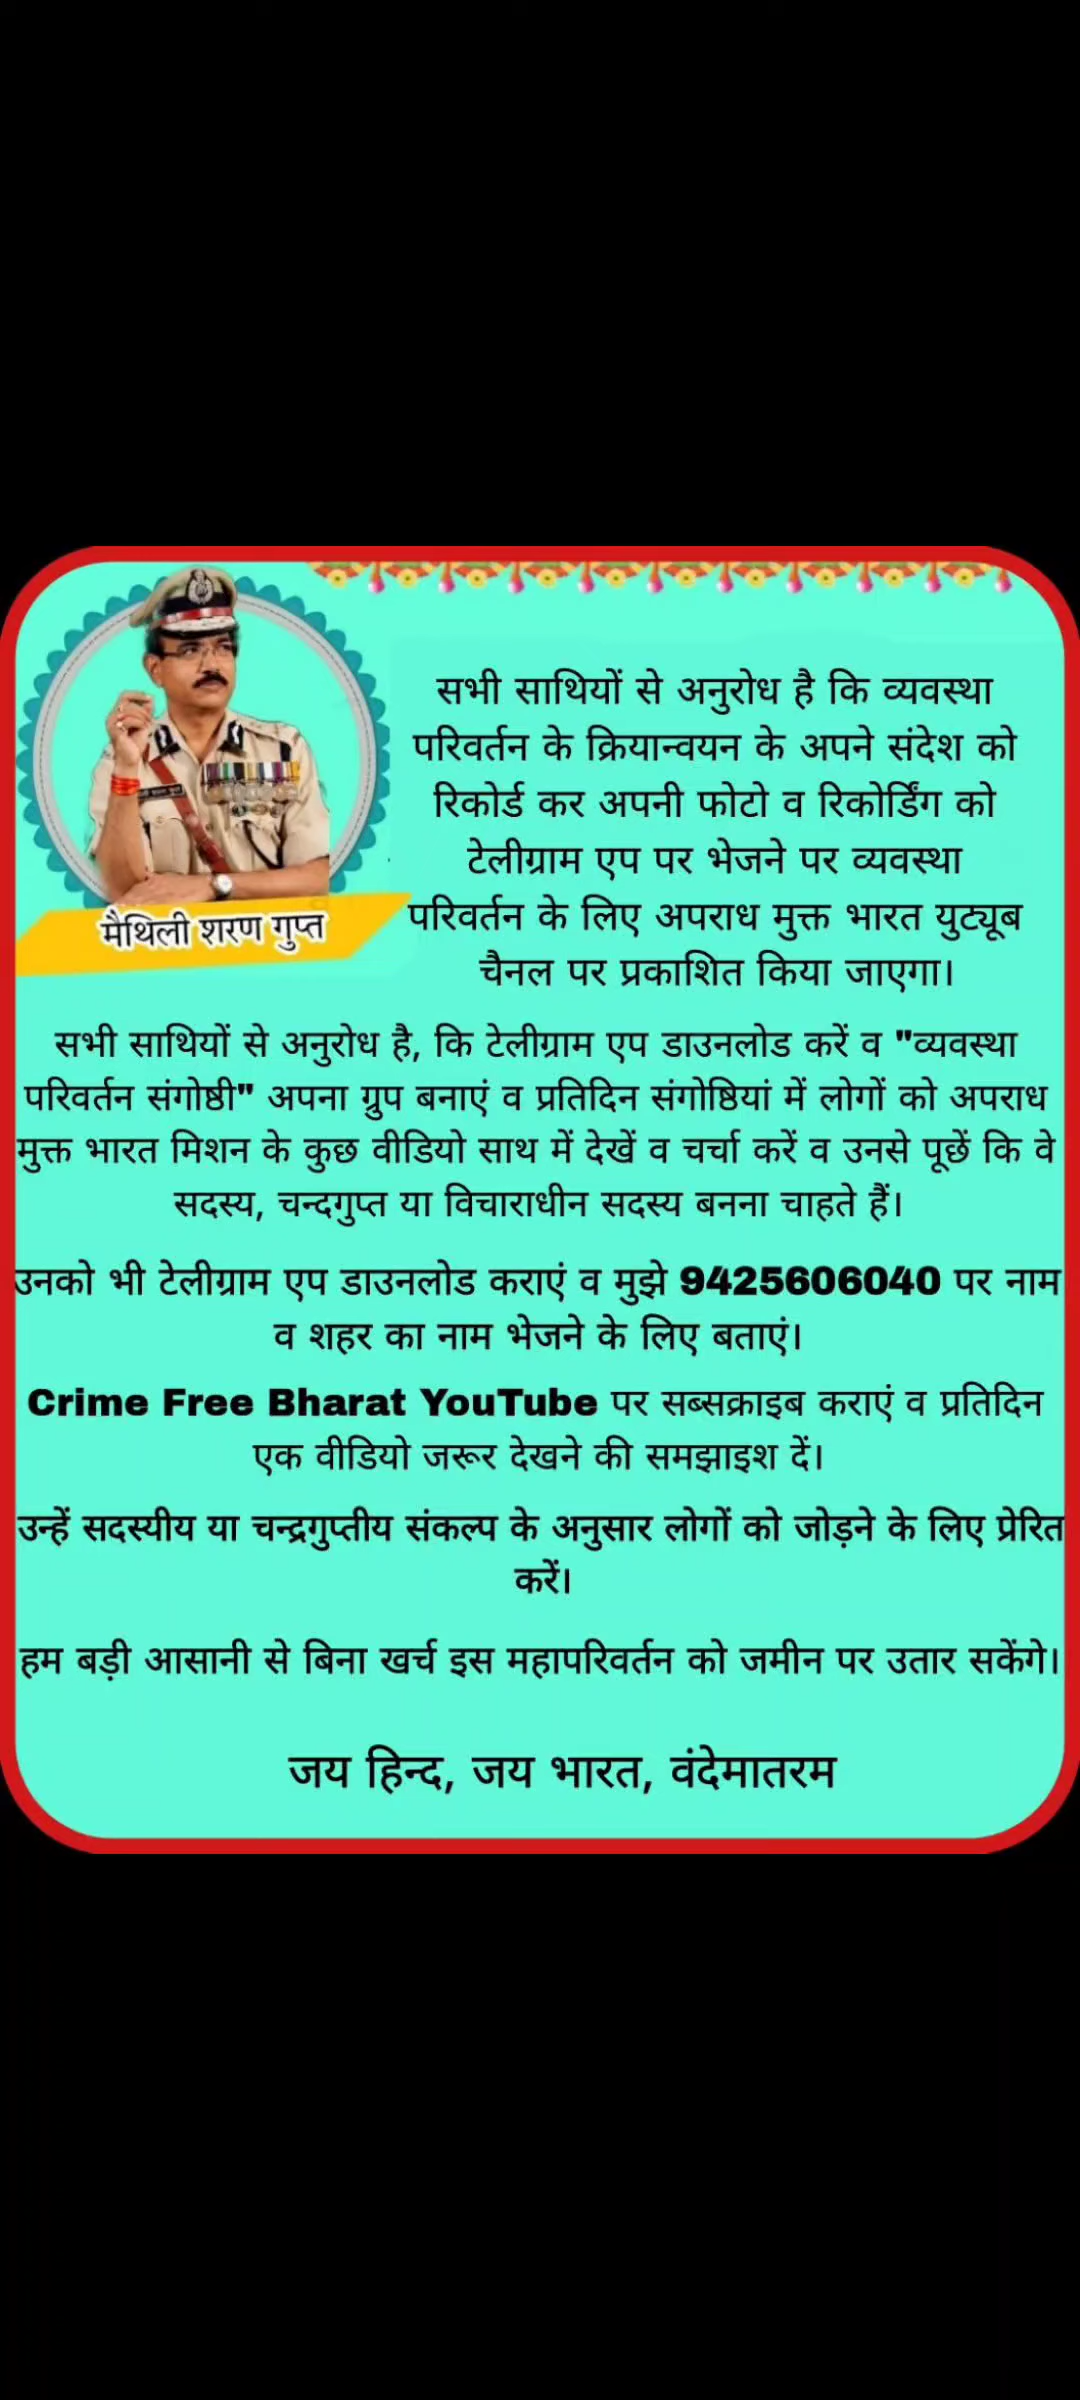 सभी साथियों से अनुरोध है कि व्यवस्था
परिवर्तन के क्रियान्वयन के अपने संदेश को
रिकोर्ड कर अपनी फोटो व रिकोर्डिंग को
टेलीग्राम एप पर भेजने पर व्यवस्था
परिवर्तन के लिए अपराध मुक्त भारत युट्यूब
चैनल पर प्रकाशित किया जाएगा।
मैथिली शरण गुप्त
सभी साथियों से अनुरोध है, कि टेलीग्राम एप डाउनलोड करें व "व्यवस्था
परिवर्तन संगोष्ठी" अपना ग्रुप बनाएं व प्रतिदिन संगोष्ठियां में लोगों को अपराध
मुक्त भारत मिशन के कुछ वीडियो साथ में देखें व चर्चा करें व उनसे पूछें कि वे
सदस्य, चन्दगुप्त या विचाराधीन सदस्य बनना चाहते हैं।
उनको भी टेलीग्राम एप डाउनलोड कराएं व मुझे 9425606040 पर नाम
व शहर का नाम भेजने के लिए बताएं।
Crime Free Bharat YouTube पर सब्सक्राइब कराएं व प्रतिदिन
एक वीडियो जरूर देखने की समझाइश दें।
उन्हें सदस्यीय या चन्द्रगुप्तीय संकल्प के अनुसार लोगों को जोड़ने के लिए प्रेरित
करें।
हम बड़ी आसानी से बिना खर्च इस महापरिवर्तन को जमीन पर उतार सकेंगे।
जय हिन्द, जय भारत, वंदेमातरम